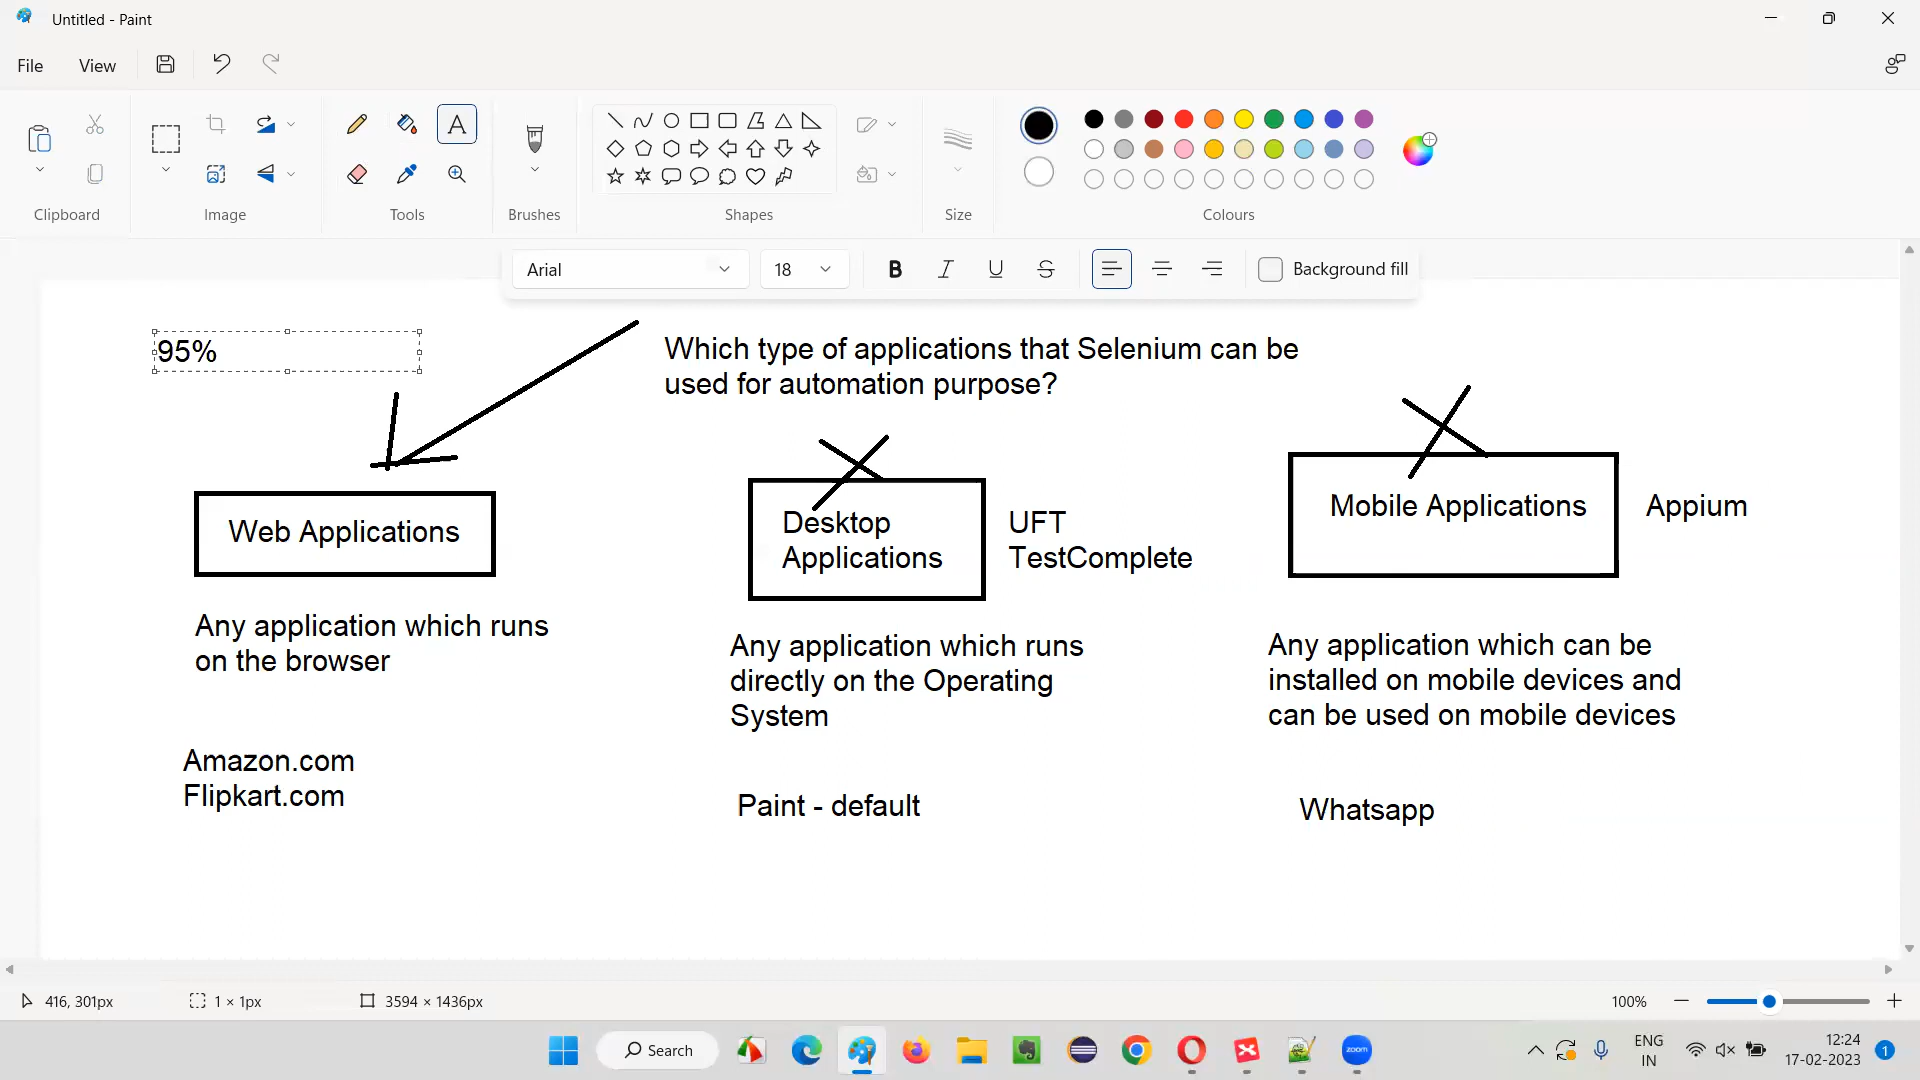 Untitled - Paint
File
View
Clipboard
Image
Tools
Brushes
Shapes
Size
Colours
Arial
18
B
I
U
S
Background fill
95%
Which type of applications that Selenium can be
used for automation purpose?
Web Applications
Any application which runs
on the browser
Amazon.com
Flipkart.com
Desktop
Applications
UFT
TestComplete
Any application which runs
directly on the Operating
System
Paint - default
Mobile Applications
Appium
Any application which can be
installed on mobile devices and
can be used on mobile devices
Whatsapp
416, 301px
1 × 1px
3594 × 1436px
100%
Search
zoom
ENG
IN
12:24
17-02-2023
1